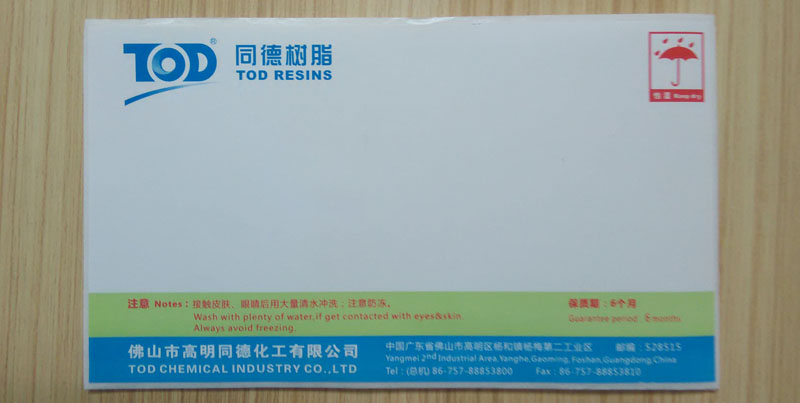 TOD®
同德树脂
TOD RESINS
怕湿 Keep dry
注意 Notes：接触皮肤、眼睛后用大量清水冲洗；注意防冻。
Wash with plenty of water,if get contacted with eyes&skin
Always avoid freezing.
保质期：6个月
Guarantee period：6 months
佛山市高明同德化工有限公司
TOD CHEMICAL INDUSTRY CO.,LTD
中国广东省佛山市高明区杨和镇杨梅第二工业区 邮编：528515
Yangmei 2nd Industrial Area,Yanghe,Gaoming, Foshan,Guangdong,China
Tel：(总机) 86-757-88853800 Fax：86-757-88853810